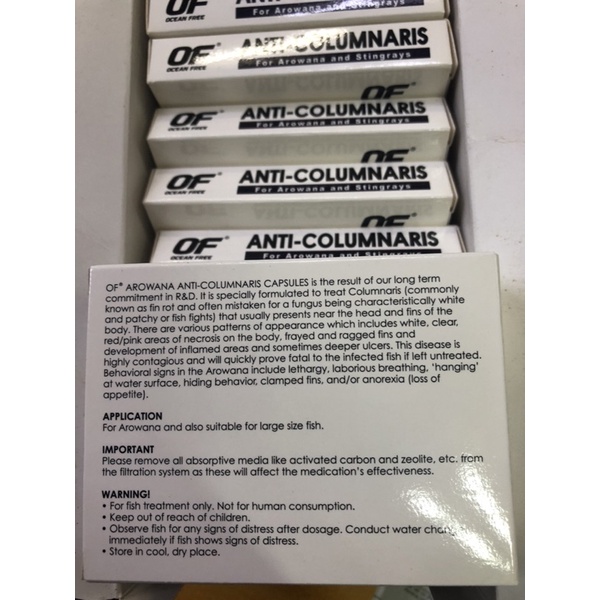 OF®
OCEAN FREE
For Arowana and Stingrays
OF®
OCEAN FREE
ANTI-COLUMNARIS
For Arowana and Stingrays
OF
OF®
OCEAN FREE
ANTI-COLUMNARIS
For Arowana and Stingrays
OF
OF®
OCEAN FREE
ANTI-COLUMNARIS
For Arowana and Stingrays
OF
OF®
OCEAN FREE
ANTI-COLUMNARIS
For Arowana and Stingrays
OF® AROWANA ANTI-COLUMNARIS CAPSULES is the result of our long term
commitment in R&D. It is specially formulated to treat Columnaris (commonly
known as fin rot and often mistaken for a fungus being characteristically white
and patchy or fish fights) that usually presents near the head and fins of the
body. There are various patterns of appearance which includes white, clear,
red/pink areas of necrosis on the body, frayed and ragged fins and
development of inflamed areas and sometimes deeper ulcers. This disease is
highly contagious and will quickly prove fatal to the infected fish if left untreated.
Behavioral signs in the Arowana include lethargy, laborious breathing, 'hanging'
at water surface, hiding behavior, clamped fins, and/or anorexia (loss of
appetite).
APPLICATION
For Arowana and also suitable for large size fish.
IMPORTANT
Please remove all absorptive media like activated carbon and zeolite, etc. from
the filtration system as these will affect the medication's effectiveness.
WARNING!
• For fish treatment only. Not for human consumption.
• Keep out of reach of children.
• Observe fish for any signs of distress after dosage. Conduct water
immediately if fish shows signs of distress.
• Store in cool, dry place.